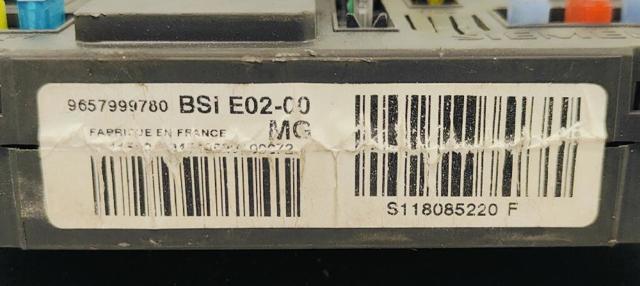 9657999780 BSi E02-00
FABRIQUE EN FRANCE MG
S118085220 F